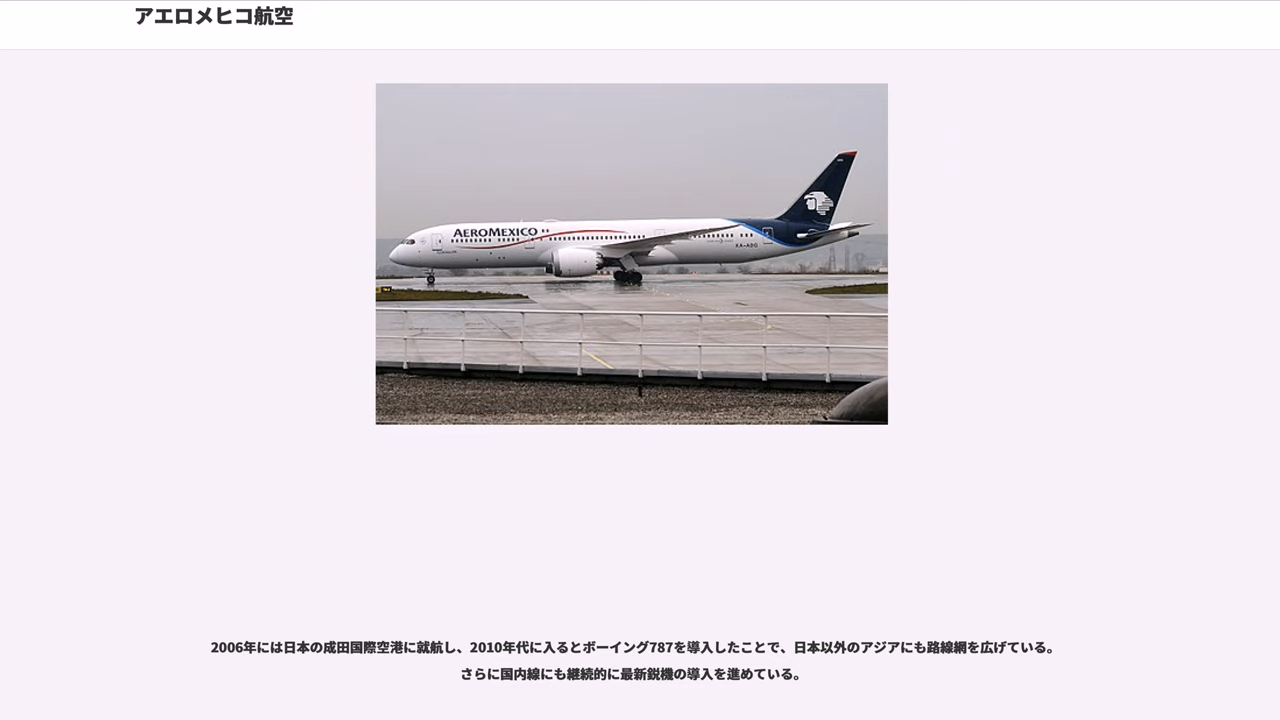 アエロメヒコ航空
AEROMEXICO
XA-ADG
2006年には日本の成田国際空港に就航し、2010年代に入るとボーイング787を導入したことで、日本以外のアジアにも路線網を広げている。
さらに国内線にも継続的に最新鋭機の導入を進めている。